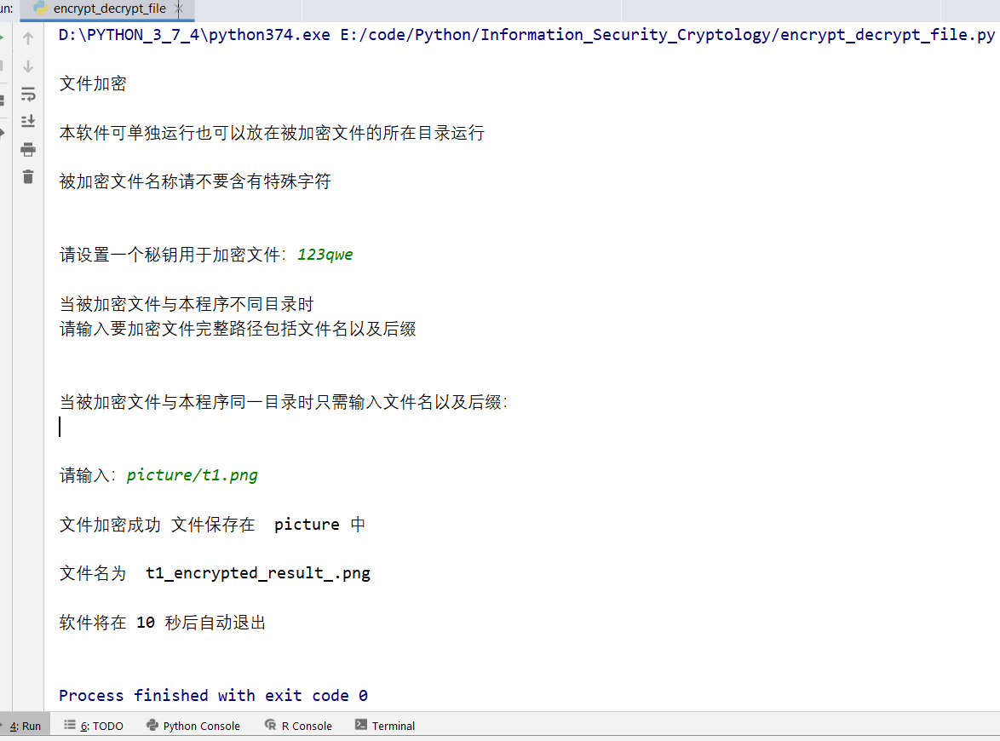 un:
encrypt_decrypt_file
D:\PYTHON_3_7_4\python374.exe E:/code/Python/Information_Security_Cryptology/encrypt_decrypt_file.py
文件加密
本软件可单独运行也可以放在被加密文件的所在目录运行
被加密文件名称请不要含有特殊字符
请设置一个秘钥用于加密文件：123qwe
当被加密文件与本程序不同目录时
请输入要加密文件完整路径包括文件名以及后缀
当被加密文件与本程序同一目录时只需输入文件名以及后缀：
请输入：picture/t1.png
文件加密成功 文件保存在  picture 中
文件名为  t1_encrypted_result_.png
软件将在 10 秒后自动退出
Process finished with exit code 0
4: Run 6: TODO Python Console R Console Terminal